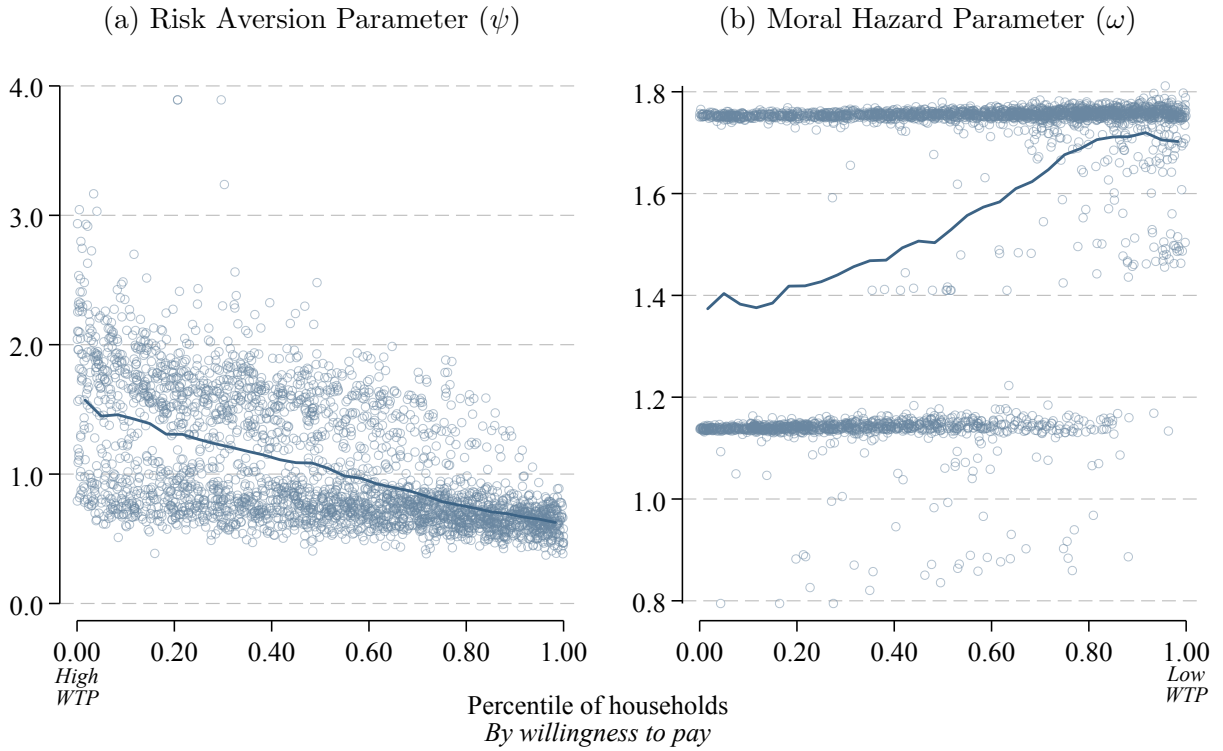 (a) Risk Aversion Parameter (ψ)
4.0
3.0
2.0
1.0
0.0
0.00 0.20 0.40 0.60 0.80 1.00
High
WTP
(b) Moral Hazard Parameter (ω)
1.8
1.6
1.4
1.2
1.0
0.8
0.00 0.20 0.40 0.60 0.80 1.00
Low
WTP
Percentile of households
By willingness to pay